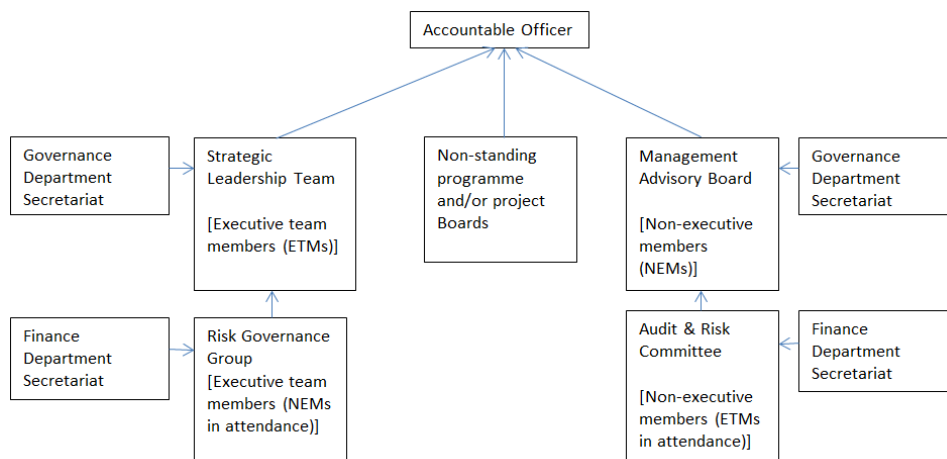 Accountable Officer
Governance
Department
Secretariat
Strategic
Leadership Team
[Executive team
members (ETMs)]
Non-standing
programme
and/or project
Boards
Management
Advisory Board
[Non-executive
members
(NEMs)]
Governance
Department
Secretariat
Finance
Department
Secretariat
Risk Governance
Group
[Executive team
members (NEMs
in attendance)]
Audit & Risk
Committee
[Non-executive
members (ETMs
in attendance)]
Finance
Department
Secretariat